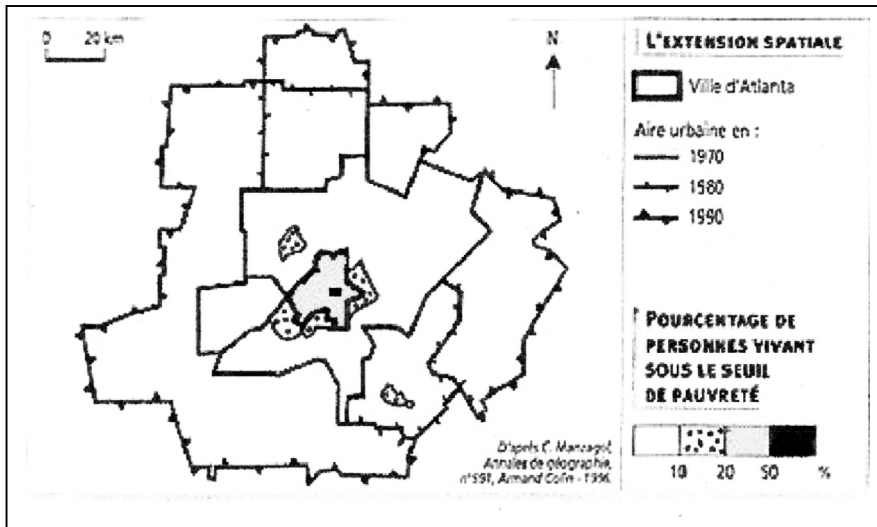 0 20 km
N
L'EXTENSION SPATIALE
Ville d'Atlanta
Aire urbaine en :
1970
1980
1990
POURCENTAGE DE
PERSONNES VIVANT
SOUS LE SEUIL
DE PAUVRETÉ
10 20 50 %
D'après C. Manzagol,
Annales de géographie,
n°591, Armand Colin - 1996.